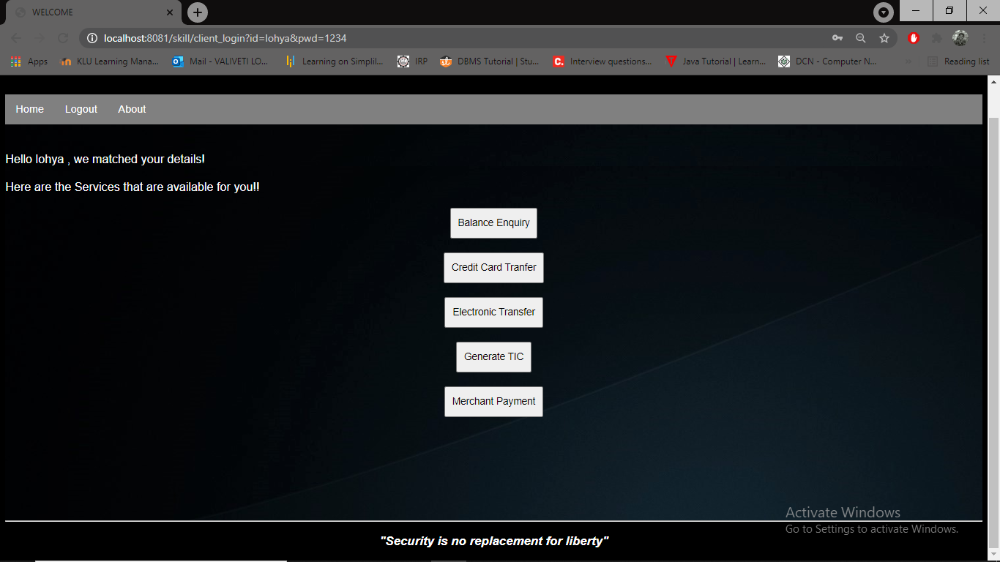 WELCOME
localhost:8081/skill/client_login?id=lohya&pwd=1234
Apps KLU Learning Mana... Mail - VALIVETI LO... Learning on Simplil... IRP DBMS Tutorial | Stu... Interview questions... Java Tutorial | Learn... DCN - Computer N... » Reading list
Home Logout About
Hello lohya , we matched your details!
Here are the Services that are available for you!!
Balance Enquiry
Credit Card Tranfer
Electronic Transfer
Generate TIC
Merchant Payment
Activate Windows
Go to Settings to activate Windows.
"Security is no replacement for liberty"